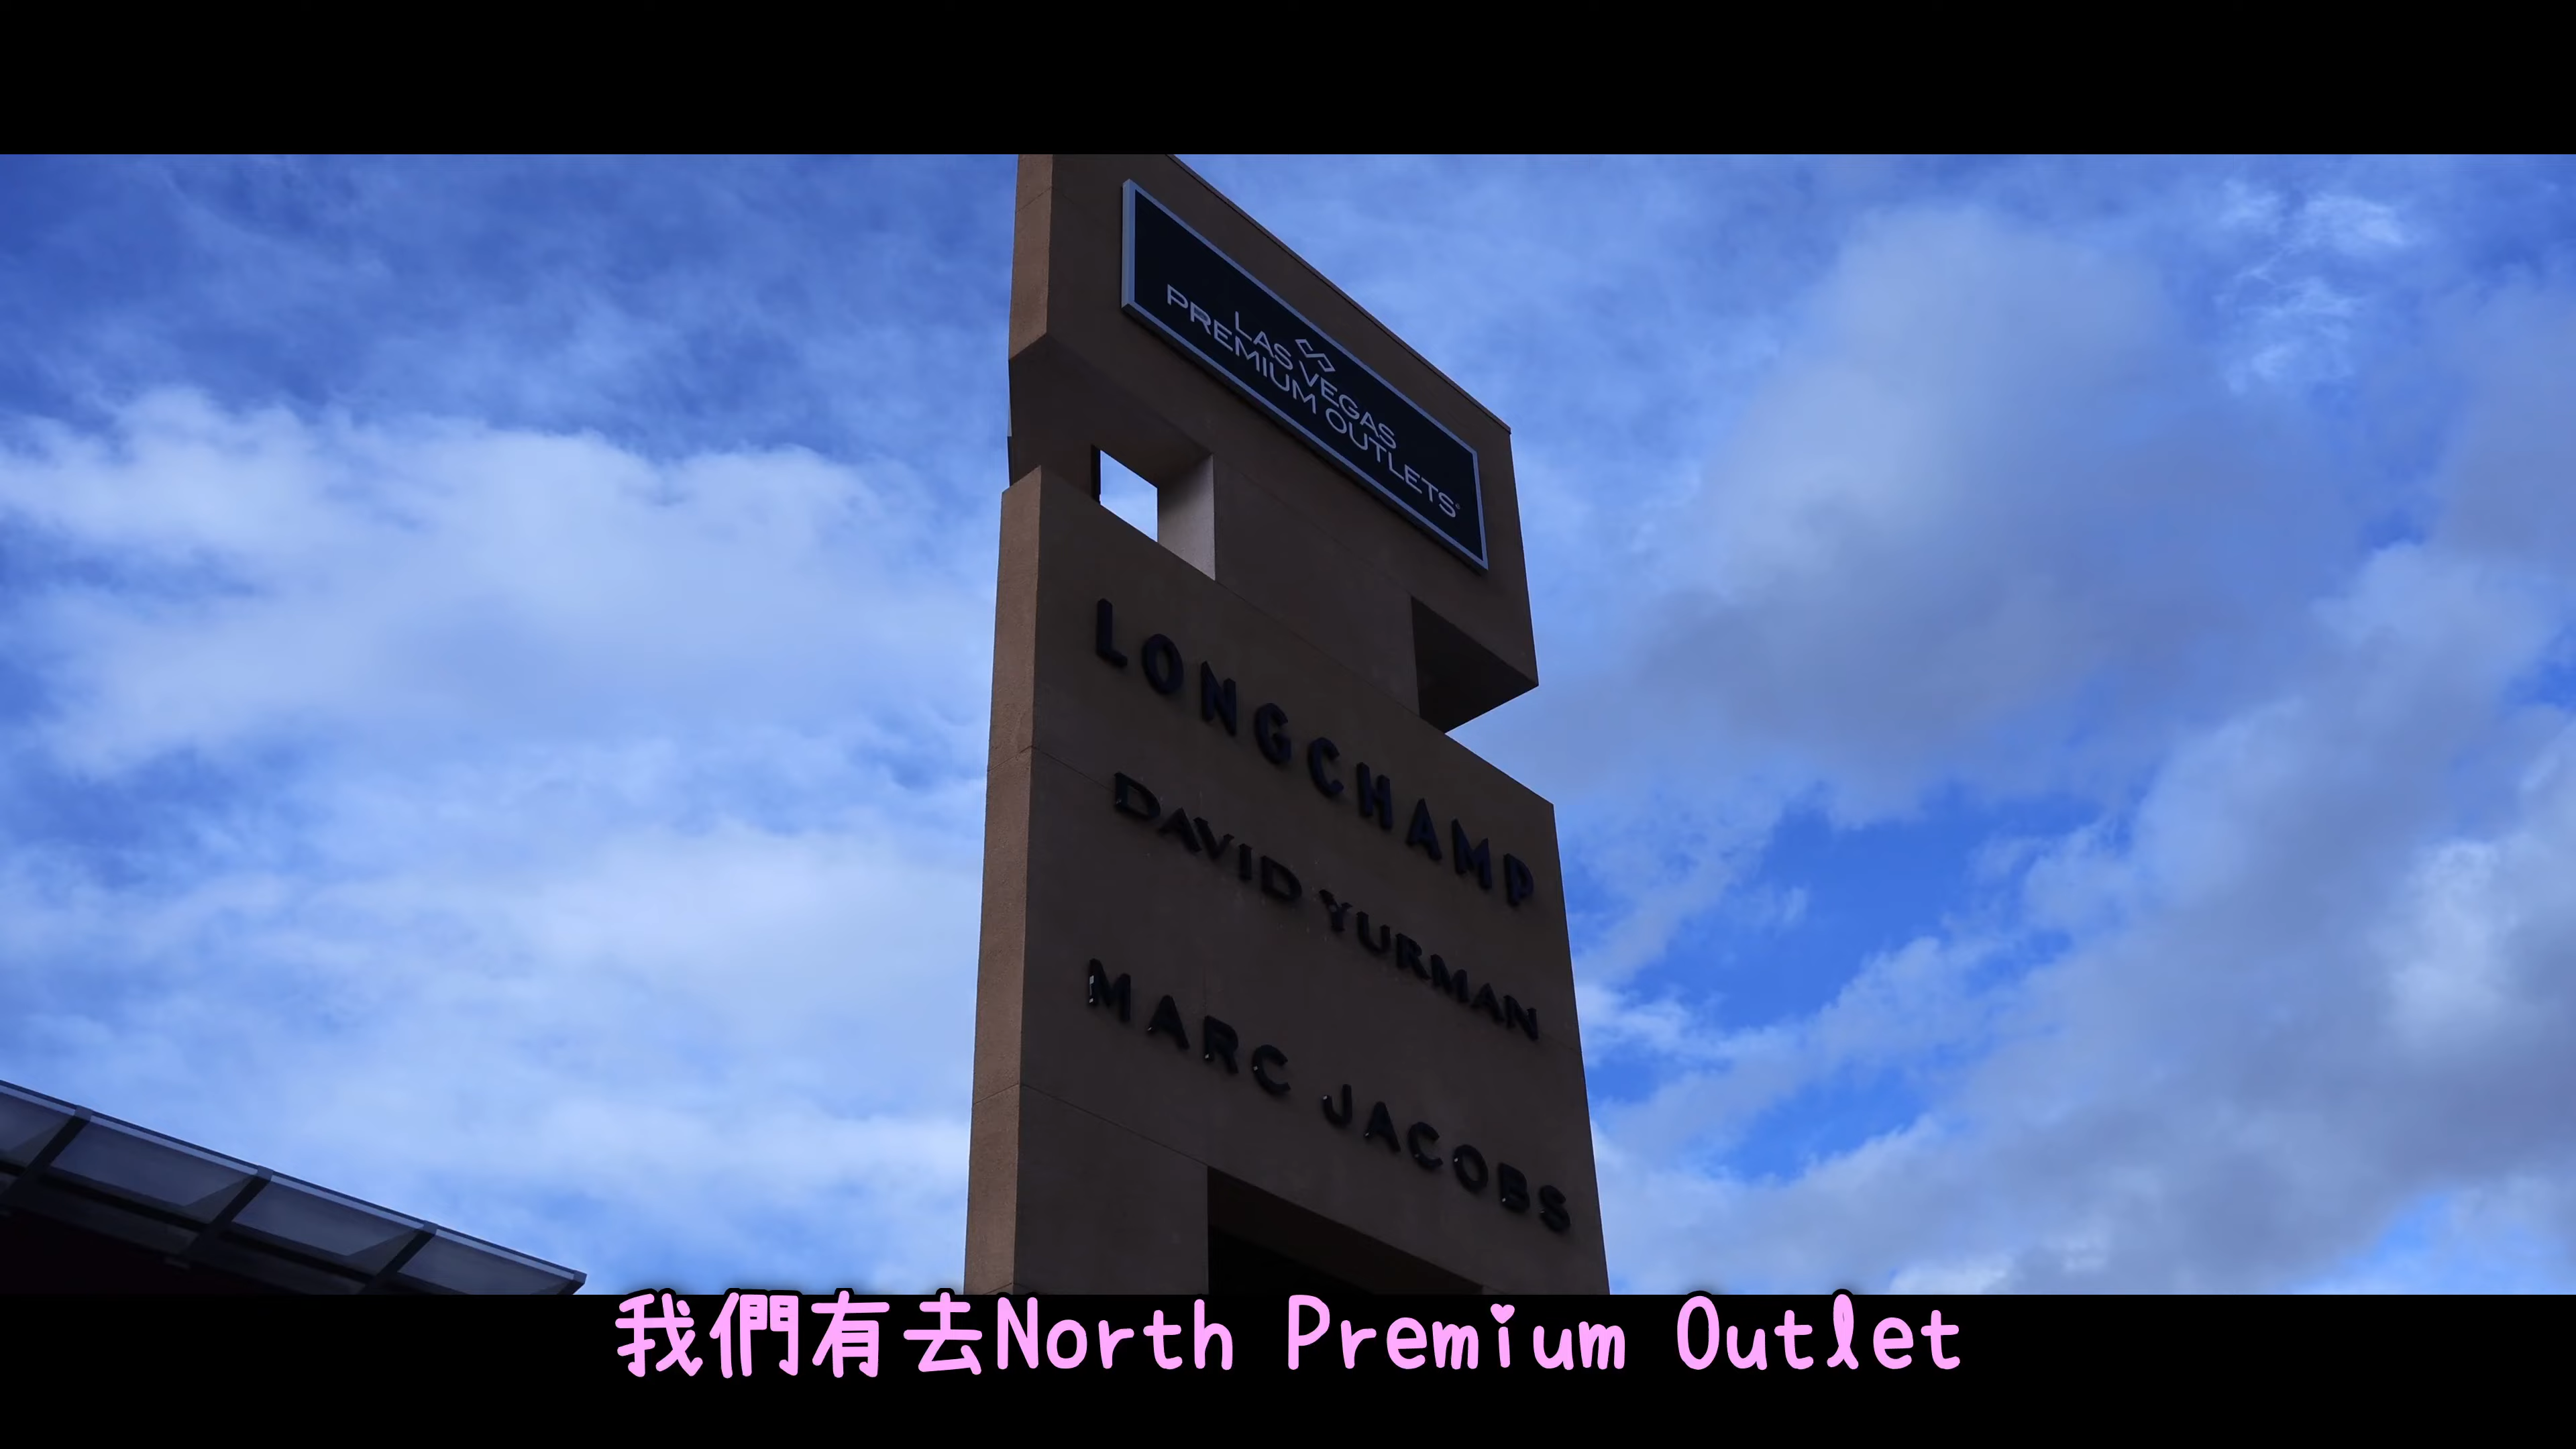 LAS VEGAS
PREMIUM OUTLETS®
LONGCHAMP
DAVID YURMAN
MARC JACOBS
我們有去North Premium Outlet